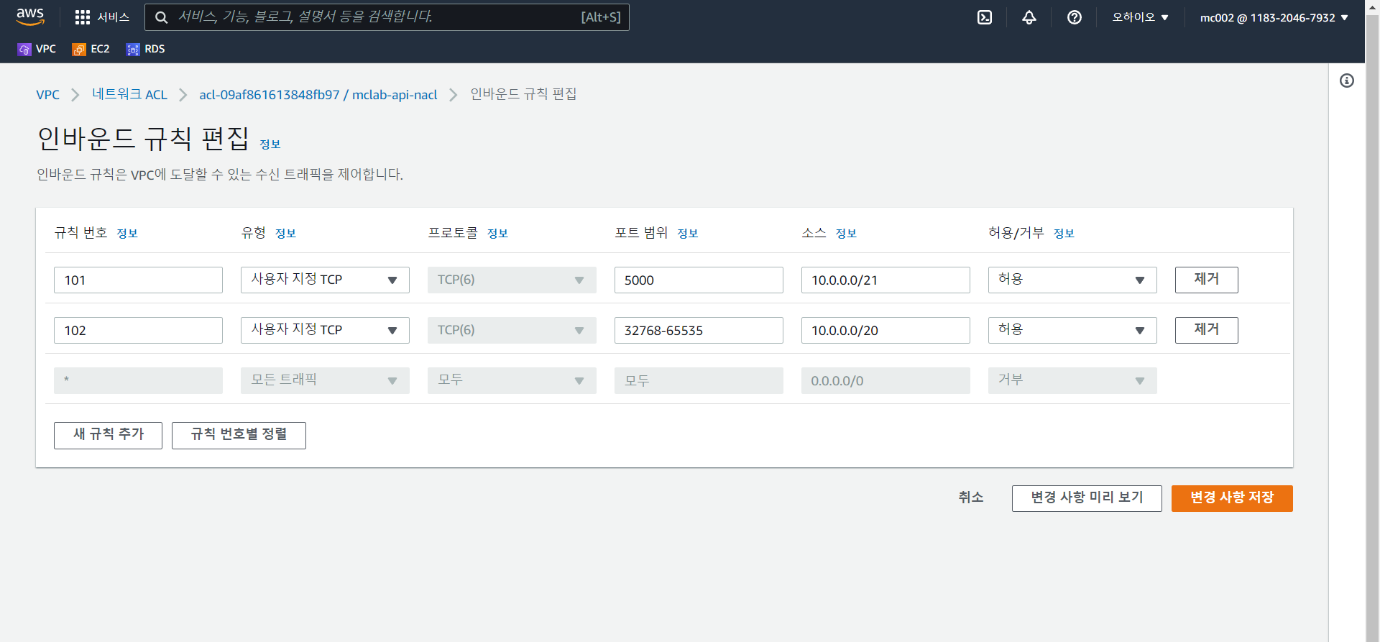 aws 서비스 서비스, 기능, 블로그, 설명서 등을 검색합니다. [Alt+S] 오하이오 mc002 @ 1183-2046-7932
VPC EC2 RDS
VPC 네트워크 ACL acl-09af861613848fb97 / mclab-api-nacl 인바운드 규칙 편집
인바운드 규칙 편집 정보
인바운드 규칙은 VPC에 도달할 수 있는 수신 트래픽을 제어합니다.
규칙 번호 정보 유형 정보 프로토콜 정보 포트 범위 정보 소스 정보 허용/거부 정보
101 사용자 지정 TCP TCP(6) 5000 10.0.0.0/21 허용 제거
102 사용자 지정 TCP TCP(6) 32768-65535 10.0.0.0/20 허용 제거
* 모든 트래픽 모두 모두 0.0.0.0/0 거부
새 규칙 추가 규칙 번호별 정렬
취소 변경 사항 미리 보기 변경 사항 저장